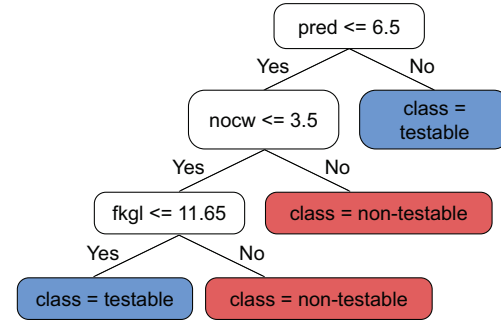 pred <= 6.5
Yes
No
nocw <= 3.5
class =
testable
Yes
No
fkgl <= 11.65
class = non-testable
Yes
No
class = testable
class = non-testable